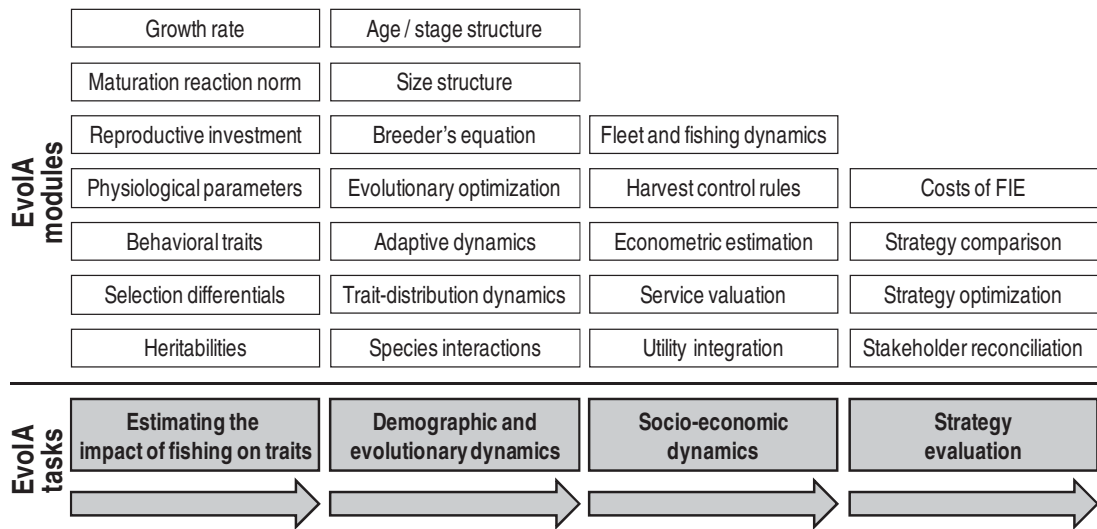 Growth rate
Age / stage structure
Maturation reaction norm
Size structure
Reproductive investment
Breeder's equation
Fleet and fishing dynamics
Physiological parameters
Evolutionary optimization
Harvest control rules
Costs of FIE
Behavioral traits
Adaptive dynamics
Econometric estimation
Strategy comparison
Selection differentials
Trait-distribution dynamics
Service valuation
Strategy optimization
Heritabilities
Species interactions
Utility integration
Stakeholder reconciliation
EvoIA
modules
Estimating the
impact of fishing on traits
Demographic and
evolutionary dynamics
Socio-economic
dynamics
Strategy
evaluation
EvoIA
tasks